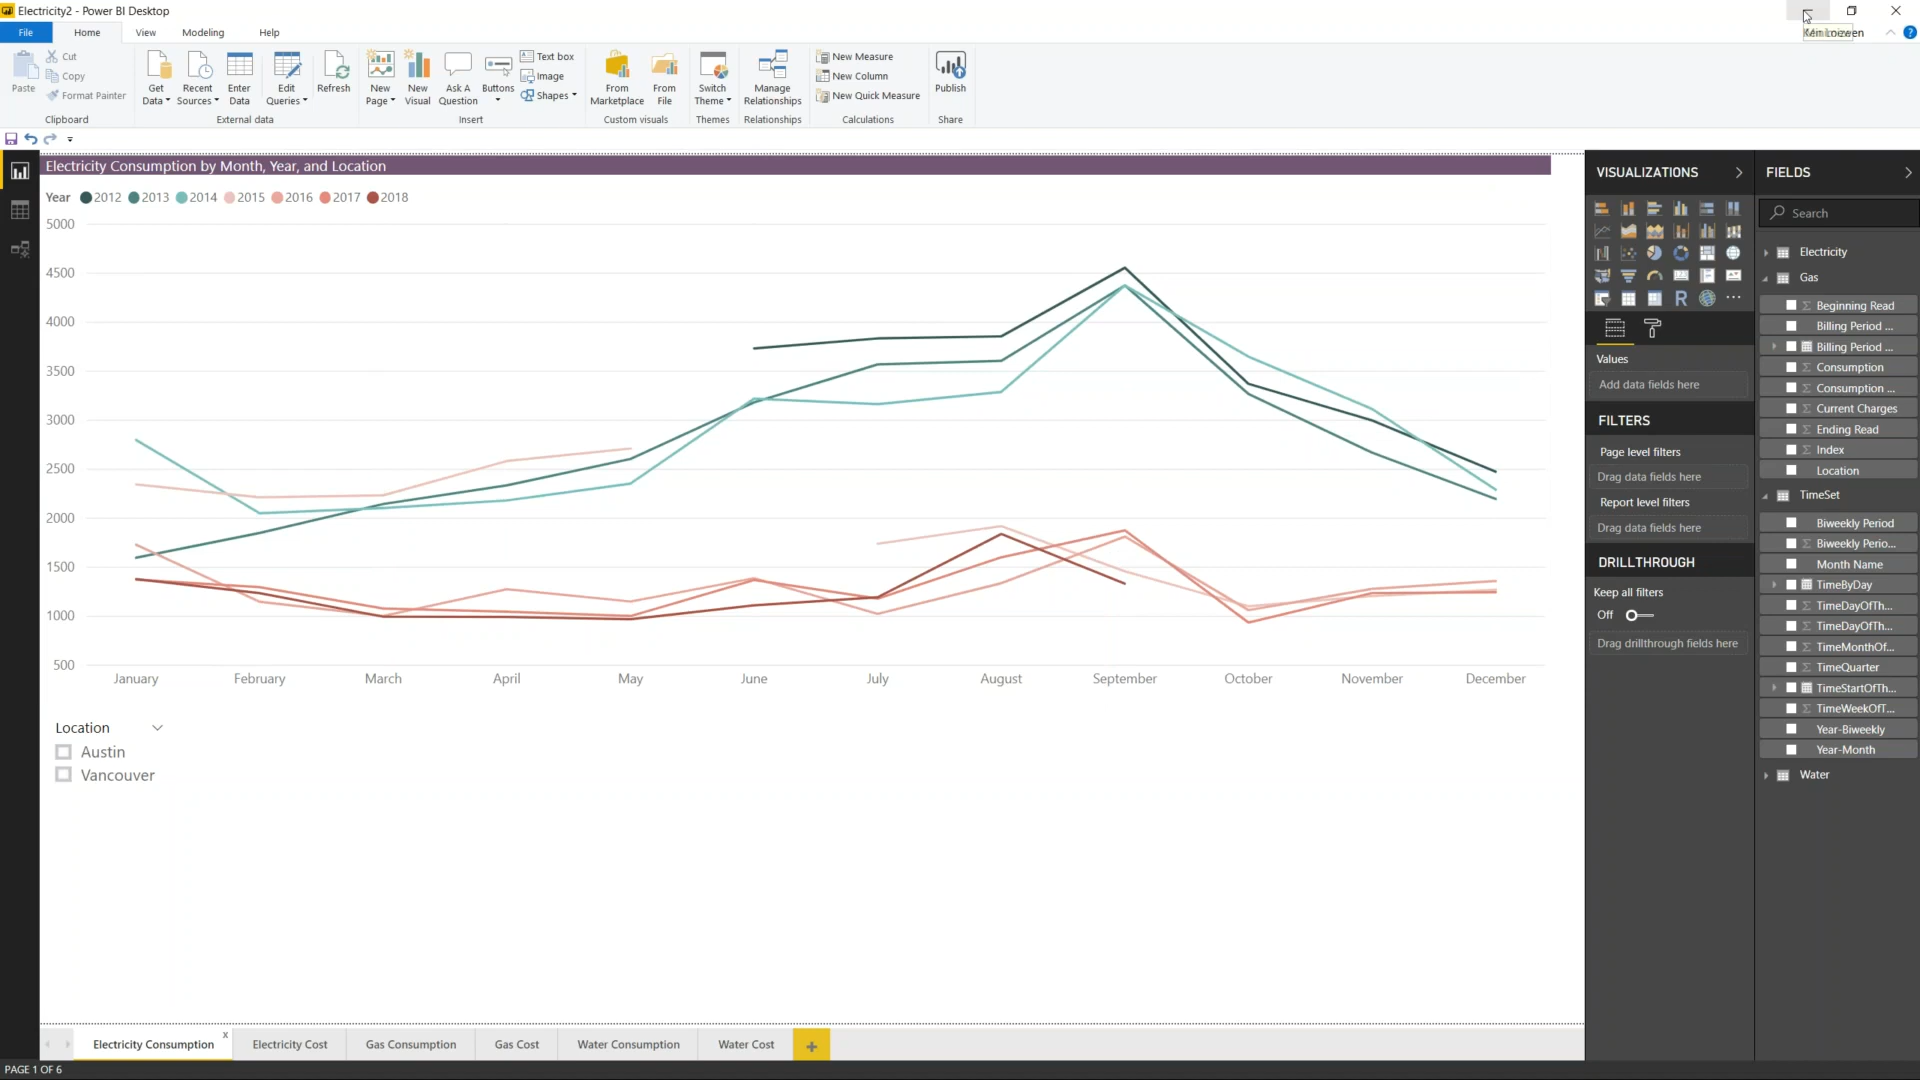 Electricity2 - Power BI Desktop
File Home View Modeling Help
Paste
Cut
Copy
Format Painter
Clipboard
Get Data
Recent Sources
Enter Data
Edit Queries
Refresh
External data
New Page
New Visual
Ask A Question
Buttons
Text box
Image
Shapes
Insert
From Marketplace
From File
Custom visuals
Switch Theme
Themes
Manage Relationships
Relationships
New Measure
New Column
New Quick Measure
Calculations
Publish
Share
Electricity Consumption by Month, Year, and Location
Year 2012 2013 2014 2015 2016 2017 2018
5000
4500
4000
3500
3000
2500
2000
1500
1000
500
January February March April May June July August September October November December
Location
Austin
Vancouver
Electricity Consumption x Electricity Cost Gas Consumption Gas Cost Water Consumption Water Cost +
PAGE 1 OF 6
VISUALIZATIONS
R
Values
Add data fields here
FILTERS
Page level filters
Drag data fields here
Report level filters
Drag data fields here
DRILLTHROUGH
Keep all filters
Off
Drag drillthrough fields here
FIELDS
Search
Electricity
Gas
Σ Beginning Read
Billing Period ...
Billing Period ...
Σ Consumption
Σ Consumption ...
Σ Current Charges
Σ Ending Read
Σ Index
Location
TimeSet
Biweekly Period
Σ Biweekly Perio...
Month Name
TimeByDay
Σ TimeDayOfTh...
Σ TimeDayOfTh...
Σ TimeMonthOf...
Σ TimeQuarter
TimeStartOfTh...
Σ TimeWeekOfT...
Year-Biweekly
Year-Month
Water